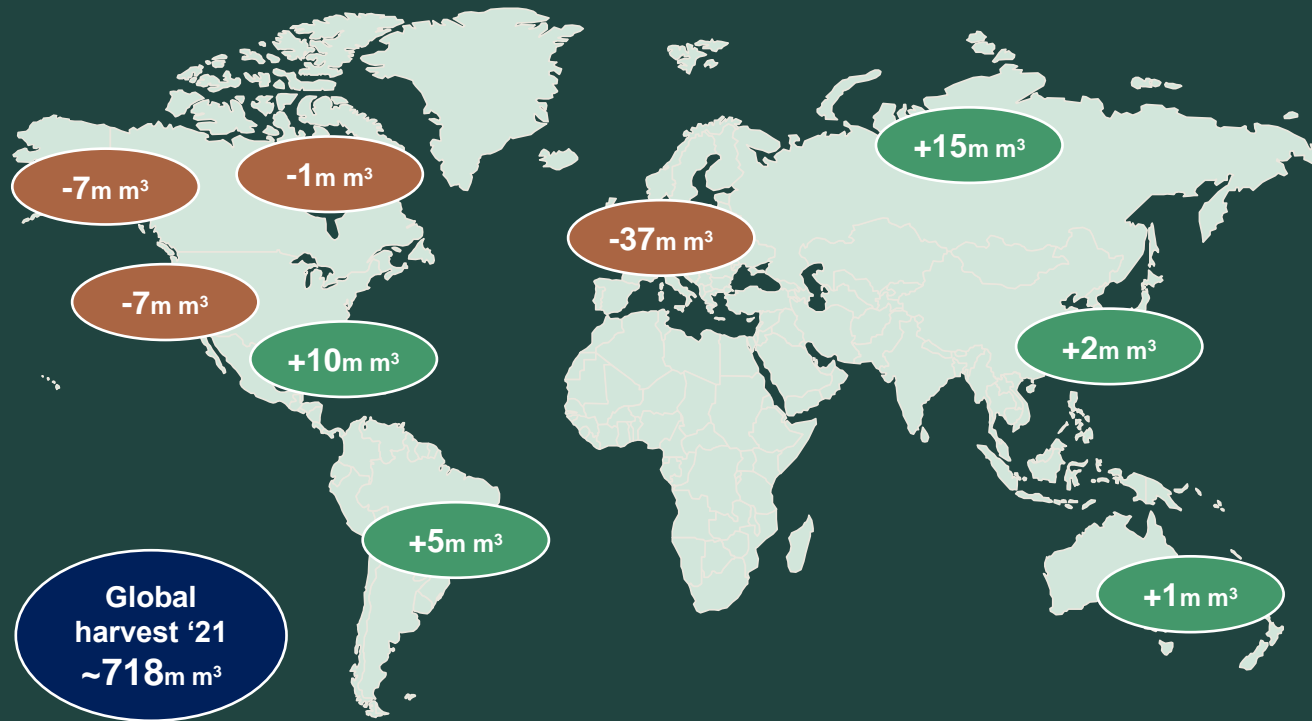 +15m m³
-1m m³
-7m m³
-37m m³
-7m m³
+2m m³
+10m m³
+5m m³
Global
harvest ‘21
~718m m³
+1m m³